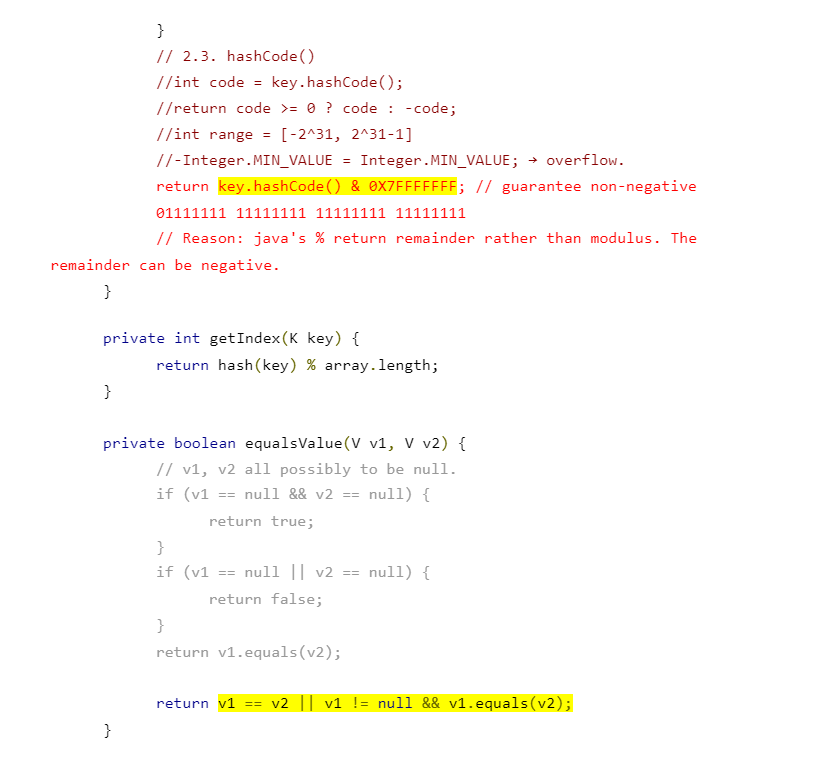 }
// 2.3. hashCode()
//int code = key.hashCode();
//return code >= 0 ? code : -code;
//int range = [-2^31, 2^31-1]
//-Integer.MIN_VALUE = Integer.MIN_VALUE; → overflow.
return key.hashCode() & 0X7FFFFFFF; // guarantee non-negative
01111111 11111111 11111111 11111111
// Reason: java's % return remainder rather than modulus. The
remainder can be negative.
}
private int getIndex(K key) {
return hash(key) % array.length;
}
private boolean equalsValue(V v1, V v2) {
// v1, v2 all possibly to be null.
if (v1 == null && v2 == null) {
return true;
}
if (v1 == null || v2 == null) {
return false;
}
return v1.equals(v2);
return v1 == v2 || v1 != null && v1.equals(v2);
}